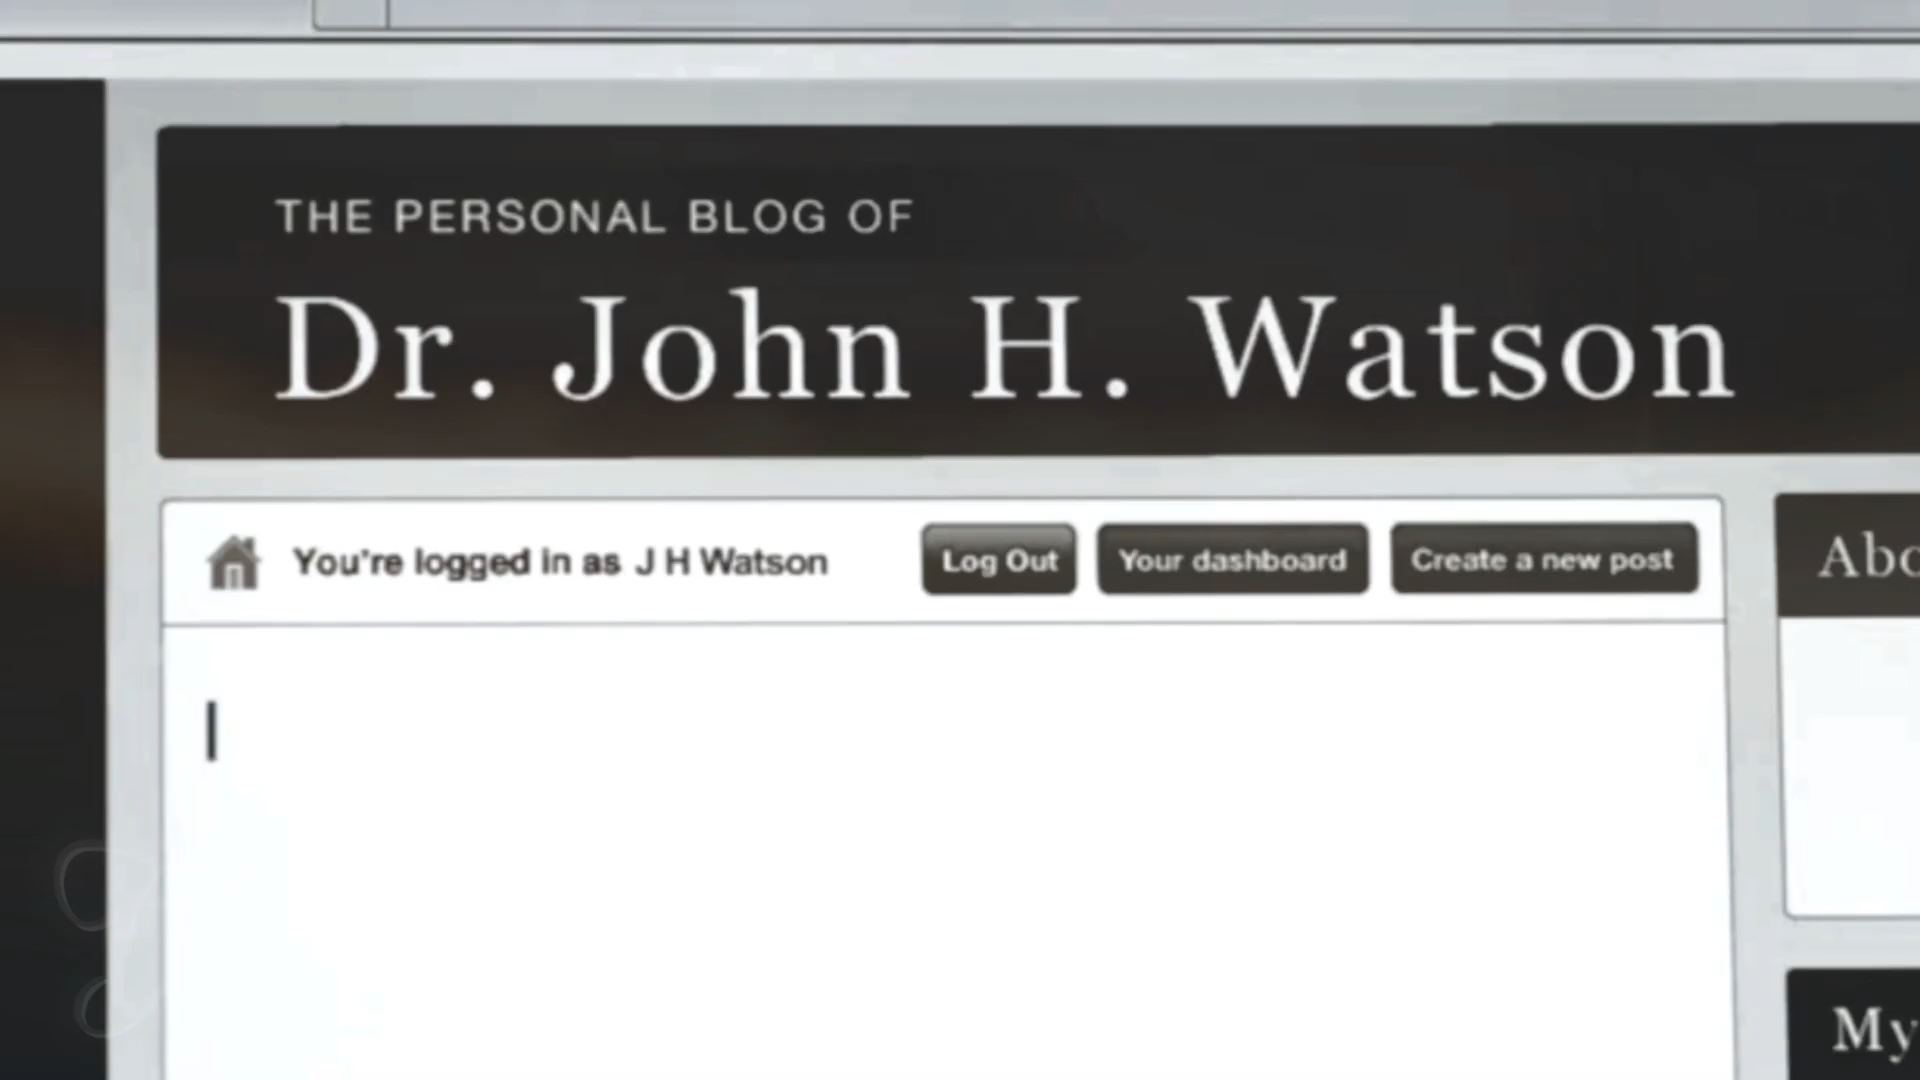 THE PERSONAL BLOG OF
Dr. John H. Watson
You're logged in as J H Watson
Log Out
Your dashboard
Create a new post
My